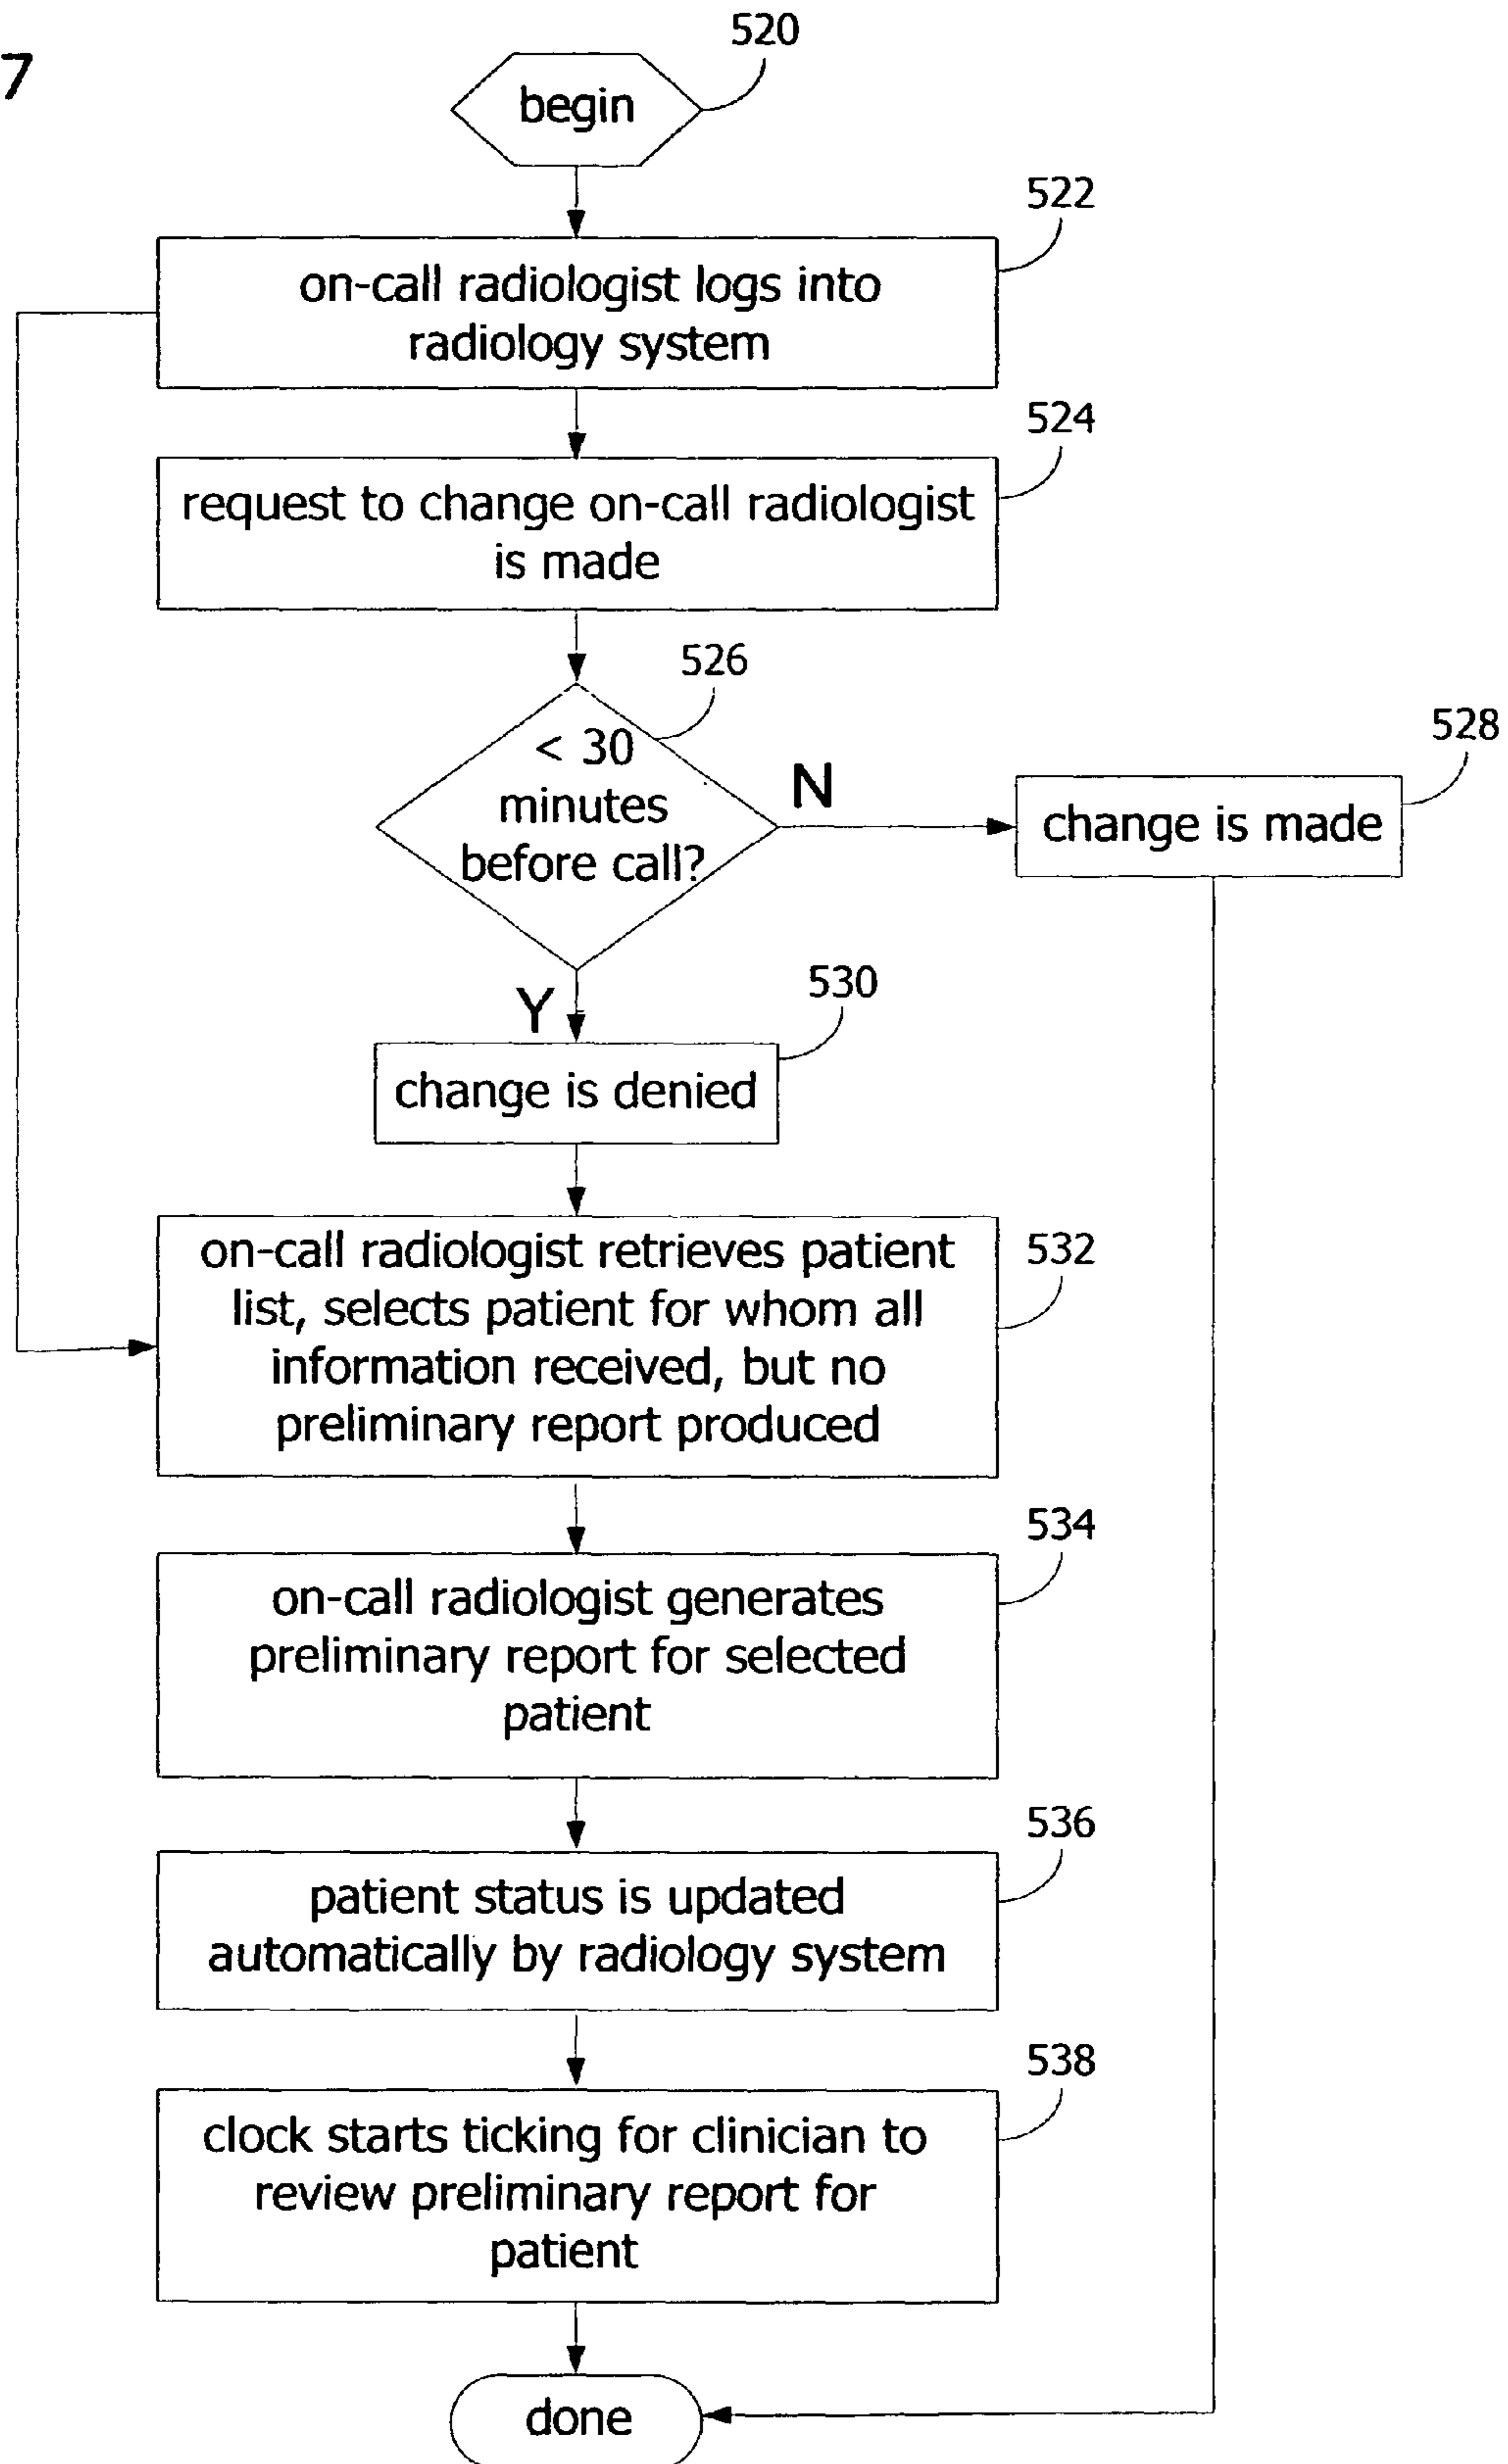 7
520
begin
522
on-call radiologist logs into
radiology system
524
request to change on-call radiologist
is made
526
< 30
minutes
before call?
N
528
change is made
Y
530
change is denied
532
on-call radiologist retrieves patient
list, selects patient for whom all
information received, but no
preliminary report produced
534
on-call radiologist generates
preliminary report for selected
patient
536
patient status is updated
automatically by radiology system
538
clock starts ticking for clinician to
review preliminary report for
patient
done